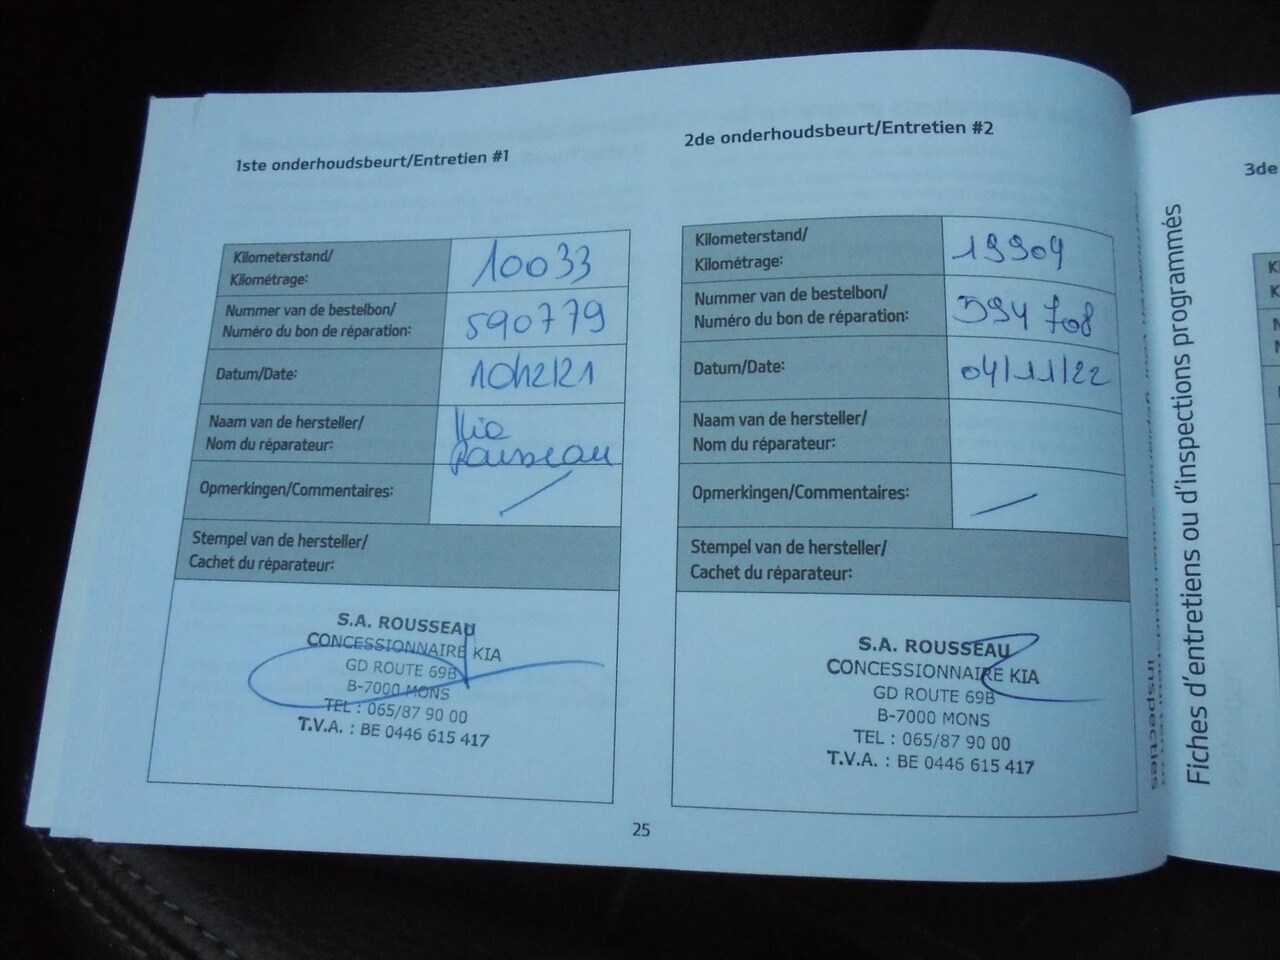 1ste onderhoudsbeurt/Entretien #1
Kilometerstand/
Kilométrage:
10033
Nummer van de bestelbon/
Numéro du bon de réparation:
590779
Datum/Date:
10/12/21
Naam van de hersteller/
Nom du réparateur:
Kia
Rousseau
Opmerkingen/Commentaires:
Stempel van de hersteller/
Cachet du réparateur:
S.A. ROUSSEAU
CONCESSIONNAIRE KIA
GD ROUTE 69B
B-7000 MONS
TEL : 065/87 90 00
T.V.A. : BE 0446 615 417
2de onderhoudsbeurt/Entretien #2
Kilometerstand/
Kilométrage:
19904
Nummer van de bestelbon/
Numéro du bon de réparation:
594708
Datum/Date:
04/11/22
Naam van de hersteller/
Nom du réparateur:
Opmerkingen/Commentaires:
Stempel van de hersteller/
Cachet du réparateur:
S.A. ROUSSEAU
CONCESSIONNAIRE KIA
GD ROUTE 69B
B-7000 MONS
TEL : 065/87 90 00
T.V.A. : BE 0446 615 417
25
inspecties
Fiches d'entretiens ou d'inspections programmés
3de